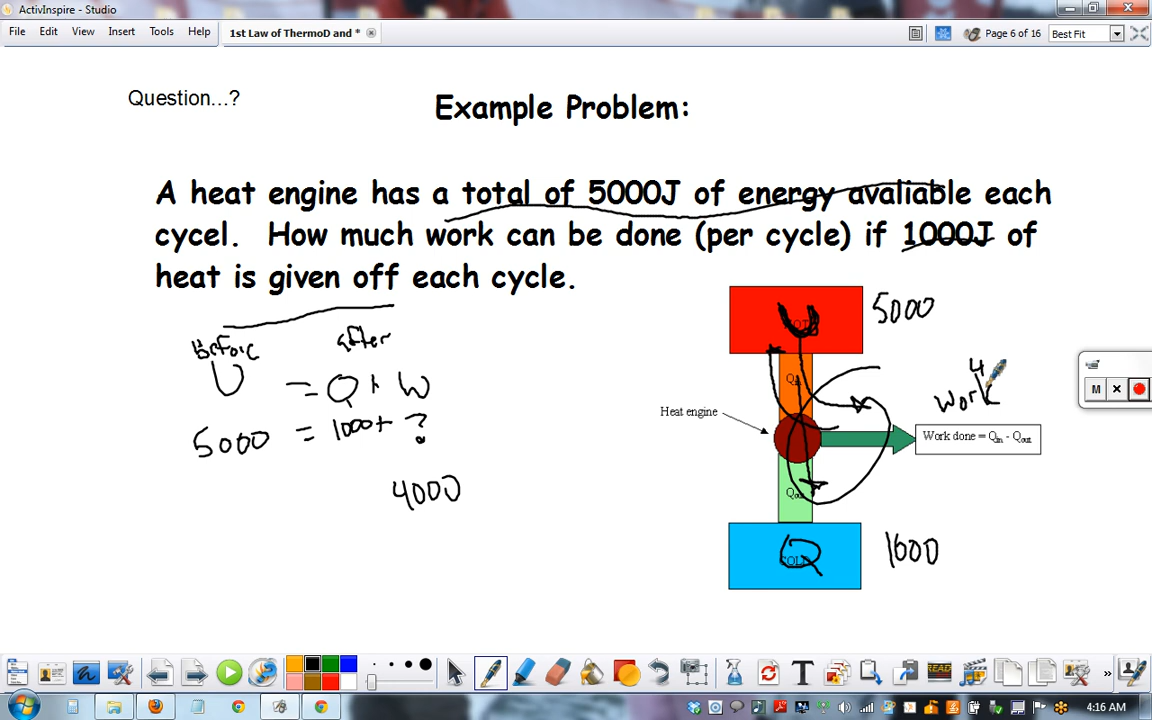 ActivInspire - Studio
File Edit View Insert Tools Help
1st Law of ThermoD and *
Page 6 of 16
Best Fit
Question...?
Example Problem:
A heat engine has a total of 5000J of energy avaliable each
cycel. How much work can be done (per cycle) if 1000J of
heat is given off each cycle.
Before after
U = Q + W
5000 = 1000 + ?
4000
5000
Heat engine
work
4
Work done = Qin - Qout
Q
1000
M
READ
4:16 AM